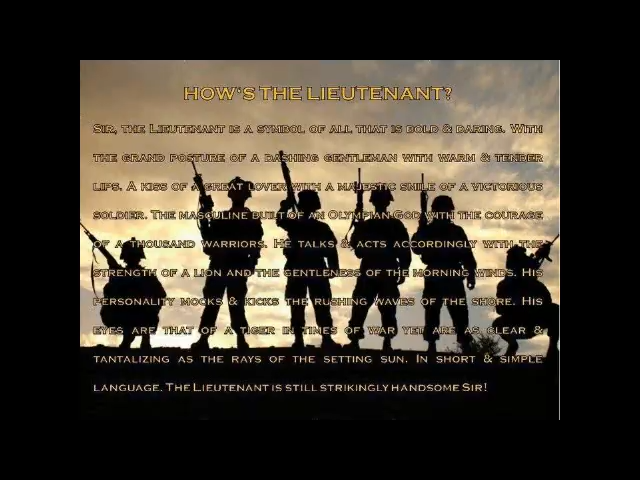 HOW'S THE LIEUTENANT?
SIR, THE LIEUTENANT IS A SYMBOL OF ALL THAT IS BOLD & DARING. WITH
THE GRAND POSTURE OF A DASHING GENTLEMAN WITH WARM & TENDER
LIPS. A KISS OF A GREAT LOVER WITH A MAJESTIC SMILE OF A VICTORIOUS
SOLDIER. THE MASCULINE BUILT OF AN OLYMPIAN GOD WITH THE COURAGE
OF A THOUSAND WARRIORS. HE TALKS & ACTS ACCORDINGLY WITH THE
STRENGTH OF A LION AND THE GENTLENESS OF THE MORNING WINDS. HIS
PERSONALITY MOCKS & KICKS THE RUSHING WAVES OF THE SHORE. HIS
EYES ARE THAT OF A TIGER IN TIMES OF WAR YET ARE AS CLEAR &
TANTALIZING AS THE RAYS OF THE SETTING SUN. IN SHORT & SIMPLE
LANGUAGE. THE LIEUTENANT IS STILL STRIKINGLY HANDSOME SIR!